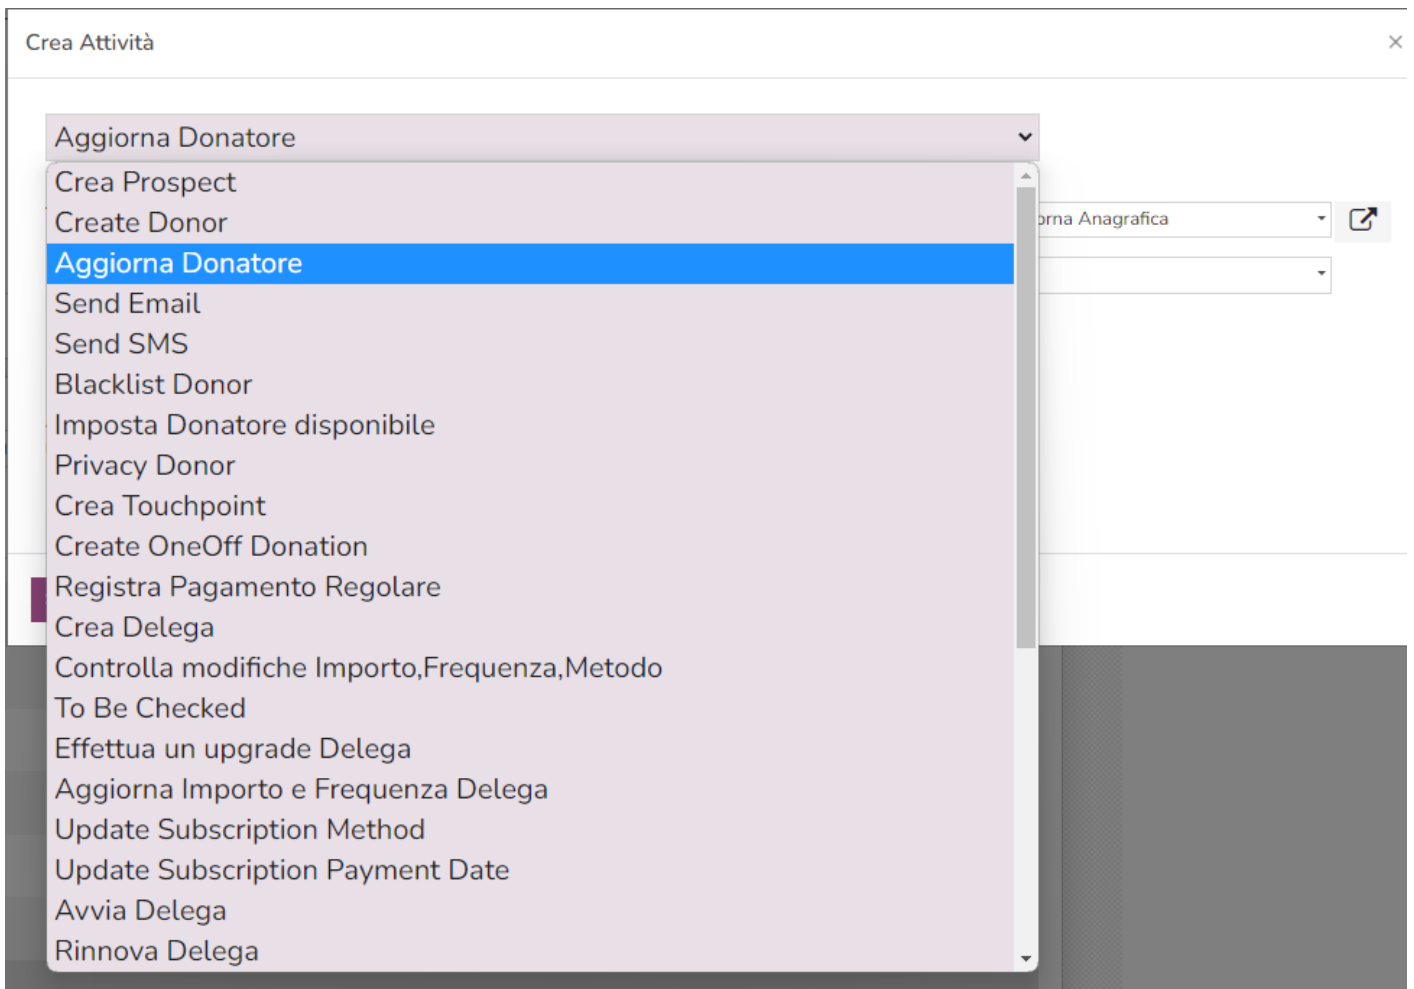 Crea Attività
Aggiorna Donatore
Crea Prospect
Create Donor
orna Anagrafica
Aggiorna Donatore
Send Email
Send SMS
Blacklist Donor
Imposta Donatore disponibile
Privacy Donor
Crea Touchpoint
Create OneOff Donation
Registra Pagamento Regolare
Crea Delega
Controlla modifiche Importo,Frequenza,Metodo
To Be Checked
Effettua un upgrade Delega
Aggiorna Importo e Frequenza Delega
Update Subscription Method
Update Subscription Payment Date
Avvia Delega
Rinnova Delega